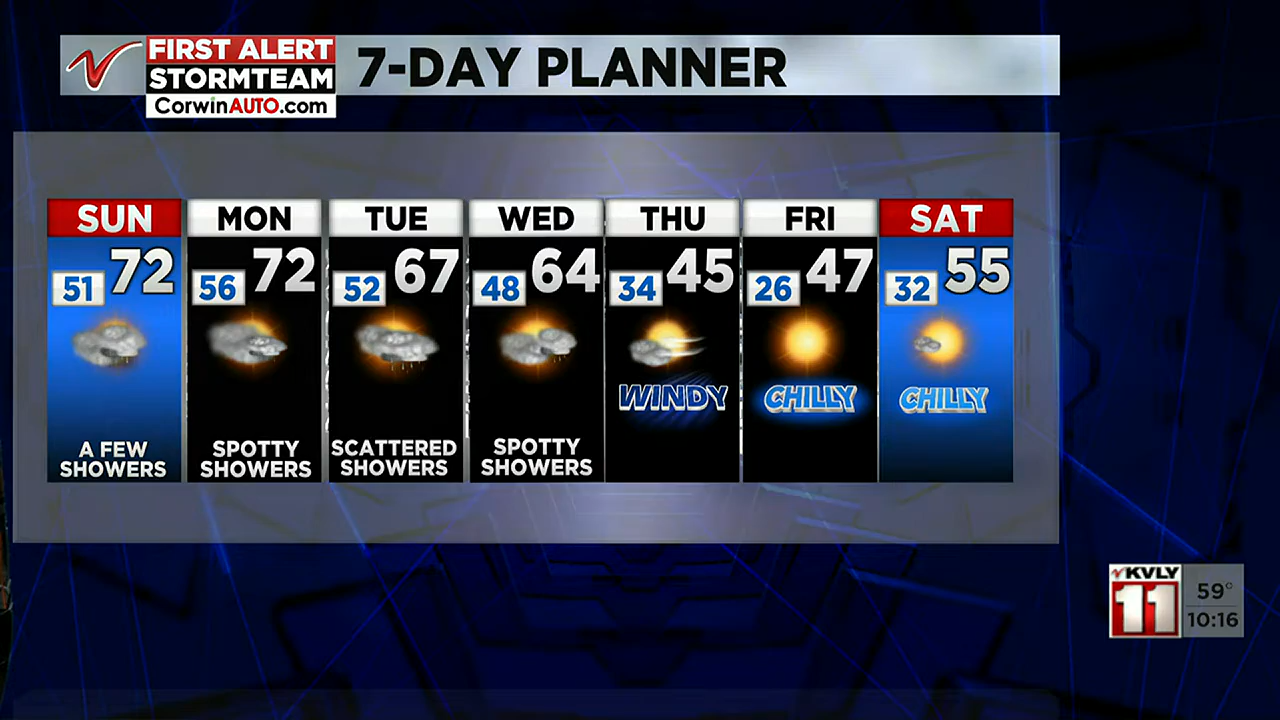 FIRST ALERT
STORMTEAM
CorwinAUTO.com
7-DAY PLANNER
SUN
51 72
A FEW
SHOWERS
MON
56 72
SPOTTY
SHOWERS
TUE
52 67
SCATTERED
SHOWERS
WED
48 64
SPOTTY
SHOWERS
THU
34 45
WINDY
FRI
26 47
CHILLY
SAT
32 55
CHILLY
KVLY
11
59°
10:16